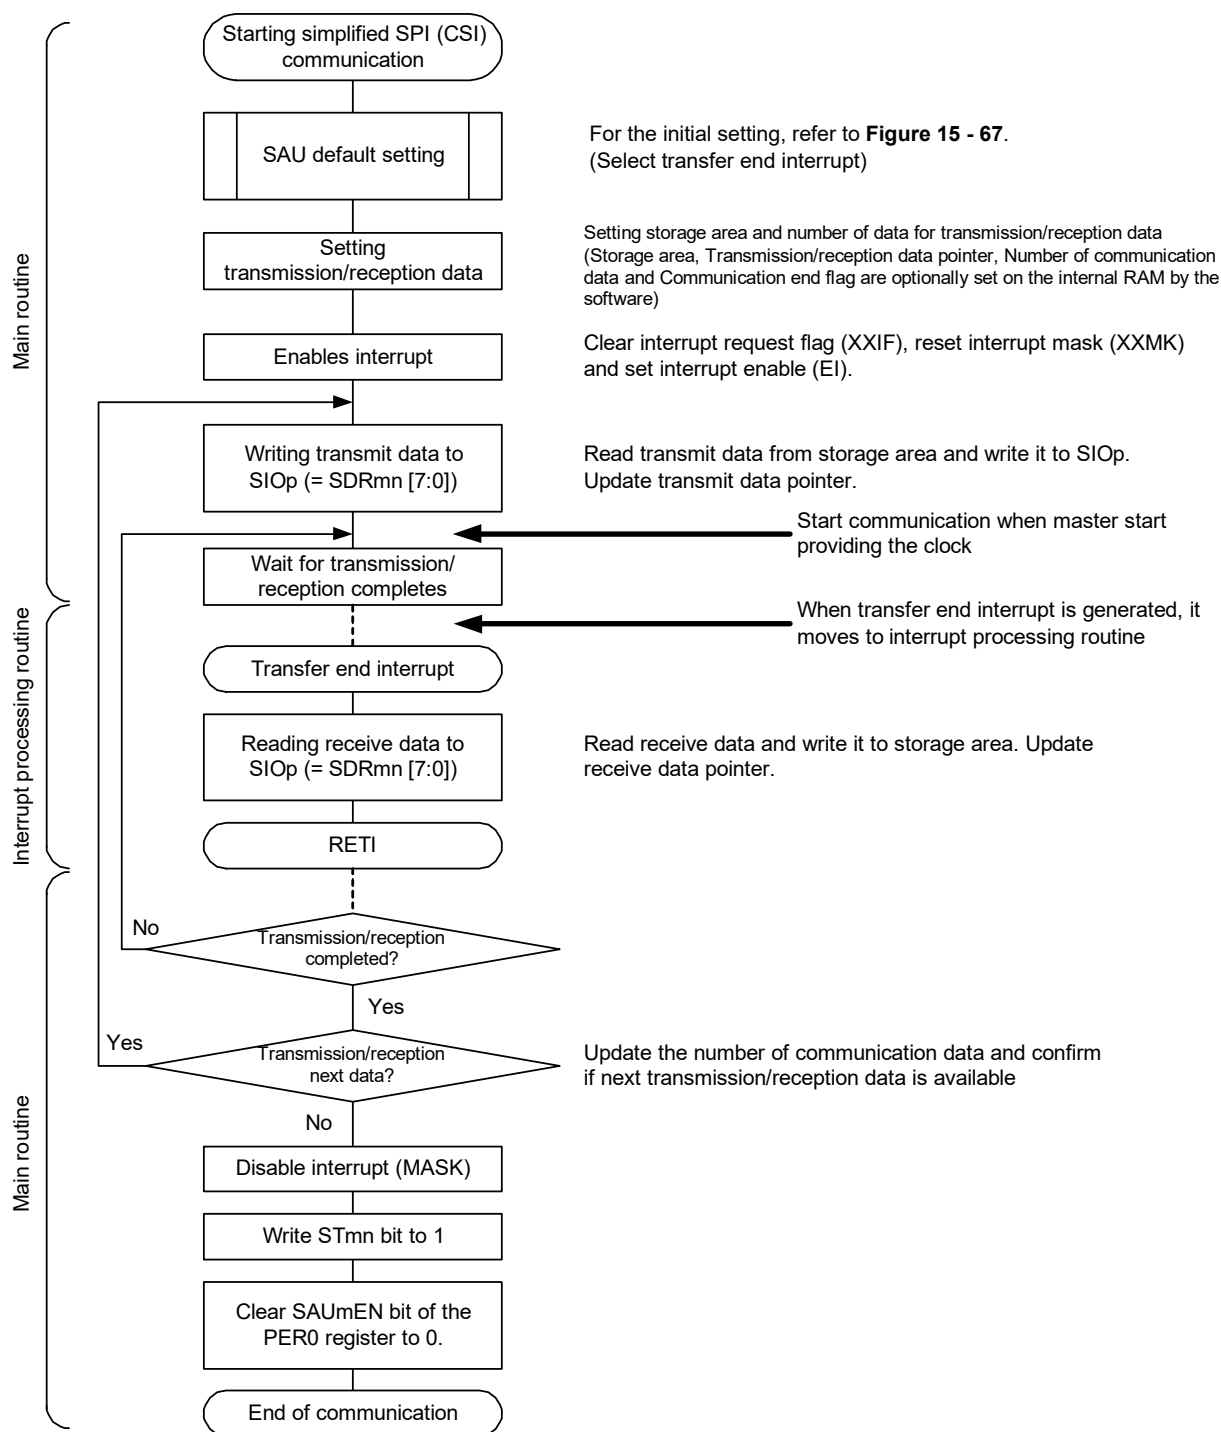 Starting simplified SPI (CSI)
communication
SAU default setting
For the initial setting, refer to Figure 15 - 67.
(Select transfer end interrupt)
Setting
transmission/reception data
Setting storage area and number of data for transmission/reception data
(Storage area, Transmission/reception data pointer, Number of communication
data and Communication end flag are optionally set on the internal RAM by the
software)
Main routine
Enables interrupt
Clear interrupt request flag (XXIF), reset interrupt mask (XXMK)
and set interrupt enable (EI).
Writing transmit data to
SIOp (= SDRmn [7:0])
Read transmit data from storage area and write it to SIOp.
Update transmit data pointer.
Start communication when master start
providing the clock
Wait for transmission/
reception completes
When transfer end interrupt is generated, it
moves to interrupt processing routine
Interrupt processing routine
Transfer end interrupt
Reading receive data to
SIOp (= SDRmn [7:0])
Read receive data and write it to storage area. Update
receive data pointer.
RETI
No
Transmission/reception
completed?
Yes
Yes
Transmission/reception
next data?
Update the number of communication data and confirm
if next transmission/reception data is available
No
Main routine
Disable interrupt (MASK)
Write STmn bit to 1
Clear SAUmEN bit of the
PER0 register to 0.
End of communication